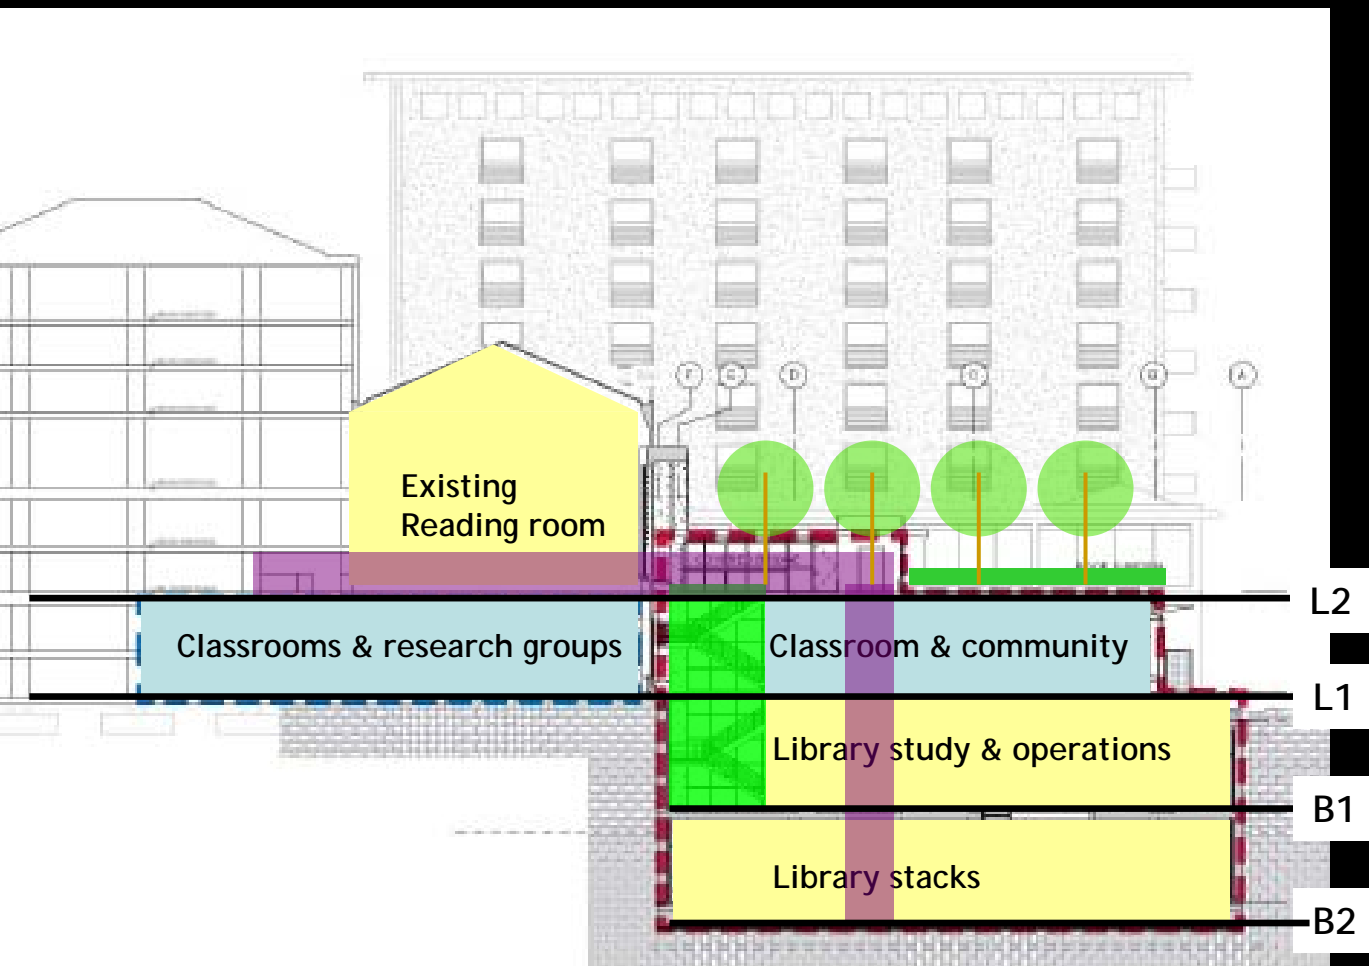 F
D
A
Existing
Reading room
L2
Classrooms & research groups
Classroom & community
L1
Library study & operations
B1
Library stacks
B2